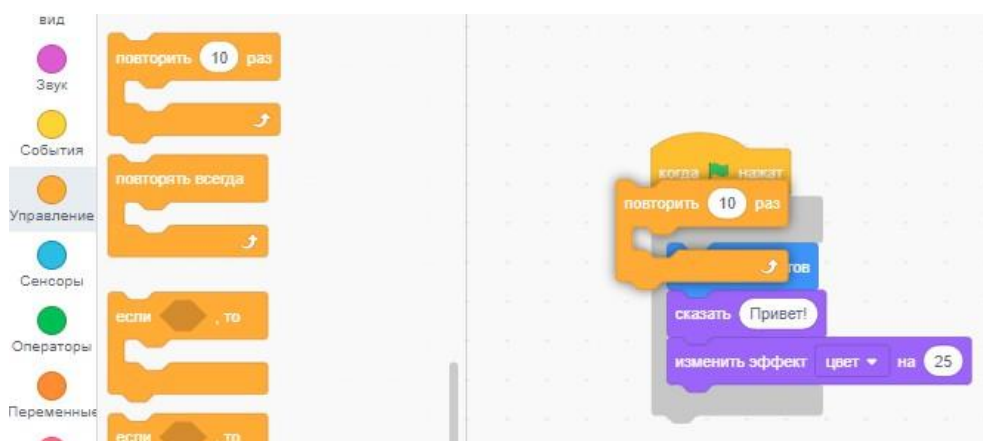 вид
Звук
События
Управление
Сенсоры
Операторы
Переменные
повторить 10 раз
повторять всегда
если , то
если то
когда нажат
повторить 10 раз
ов
сказать Привет!
изменить эффект цвет на 25